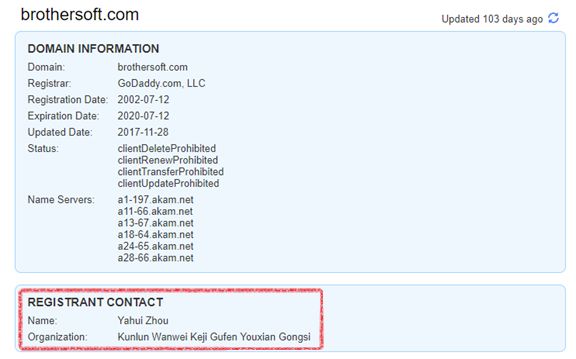 brothersoft.com
Updated 103 days ago
DOMAIN INFORMATION
Domain: brothersoft.com
Registrar: GoDaddy.com, LLC
Registration Date: 2002-07-12
Expiration Date: 2020-07-12
Updated Date: 2017-11-28
Status: clientDeleteProhibited
clientRenewProhibited
clientTransferProhibited
clientUpdateProhibited
Name Servers: a1-197.akam.net
a11-66.akam.net
a13-67.akam.net
a18-64.akam.net
a24-65.akam.net
a28-66.akam.net
REGISTRANT CONTACT
Name: Yahui Zhou
Organization: Kunlun Wanwei Keji Gufen Youxian Gongsi